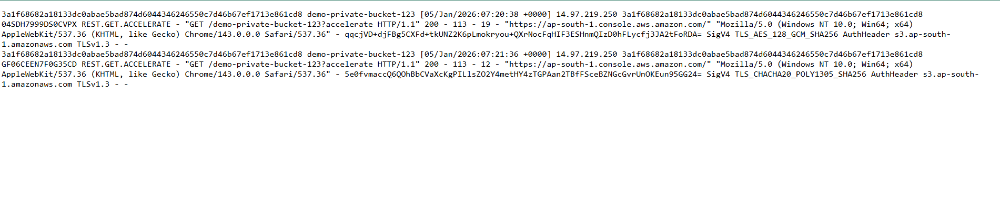 3a1f68682a18133dc0abae5bad874d6044346246550c7d46b67ef1713e861cd8 demo-private-bucket-123 [05/Jan/2026:07:20:38 +0000] 14.97.219.250 3a1f68682a18133dc0abae5bad874d6044346246550c7d46b67ef1713e861cd8
04SDH7999DS0CVPX REST.GET.ACCELERATE - "GET /demo-private-bucket-123?accelerate HTTP/1.1" 200 - 113 - 19 - "https://ap-south-1.console.aws.amazon.com/" "Mozilla/5.0 (Windows NT 10.0; Win64; x64)
AppleWebKit/537.36 (KHTML, like Gecko) Chrome/143.0.0.0 Safari/537.36" - qqcjVD+djFBg5CXFd+tkUNZ2K6pLmokryou+QXrNocFqHIF3ESHnmQIzD0hFLycfj3JA2tFoRDA= SigV4 TLS_AES_128_GCM_SHA256 AuthHeader s3.ap-south-
1.amazonaws.com TLSv1.3 - -
3a1f68682a18133dc0abae5bad874d6044346246550c7d46b67ef1713e861cd8 demo-private-bucket-123 [05/Jan/2026:07:21:36 +0000] 14.97.219.250 3a1f68682a18133dc0abae5bad874d6044346246550c7d46b67ef1713e861cd8
GF06CEEN7F0G35CD REST.GET.ACCELERATE - "GET /demo-private-bucket-123?accelerate HTTP/1.1" 200 - 113 - 12 - "https://ap-south-1.console.aws.amazon.com/" "Mozilla/5.0 (Windows NT 10.0; Win64; x64)
AppleWebKit/537.36 (KHTML, like Gecko) Chrome/143.0.0.0 Safari/537.36" - 5e0fvmaccQ6QOhBbCVaXcKgPILlsZO2Y4metHY4zTGPAan2TBfFSceBZNGcGvrUnOKEun95GG24= SigV4 TLS_CHACHA20_POLY1305_SHA256 AuthHeader s3.ap-south-
1.amazonaws.com TLSv1.3 - -